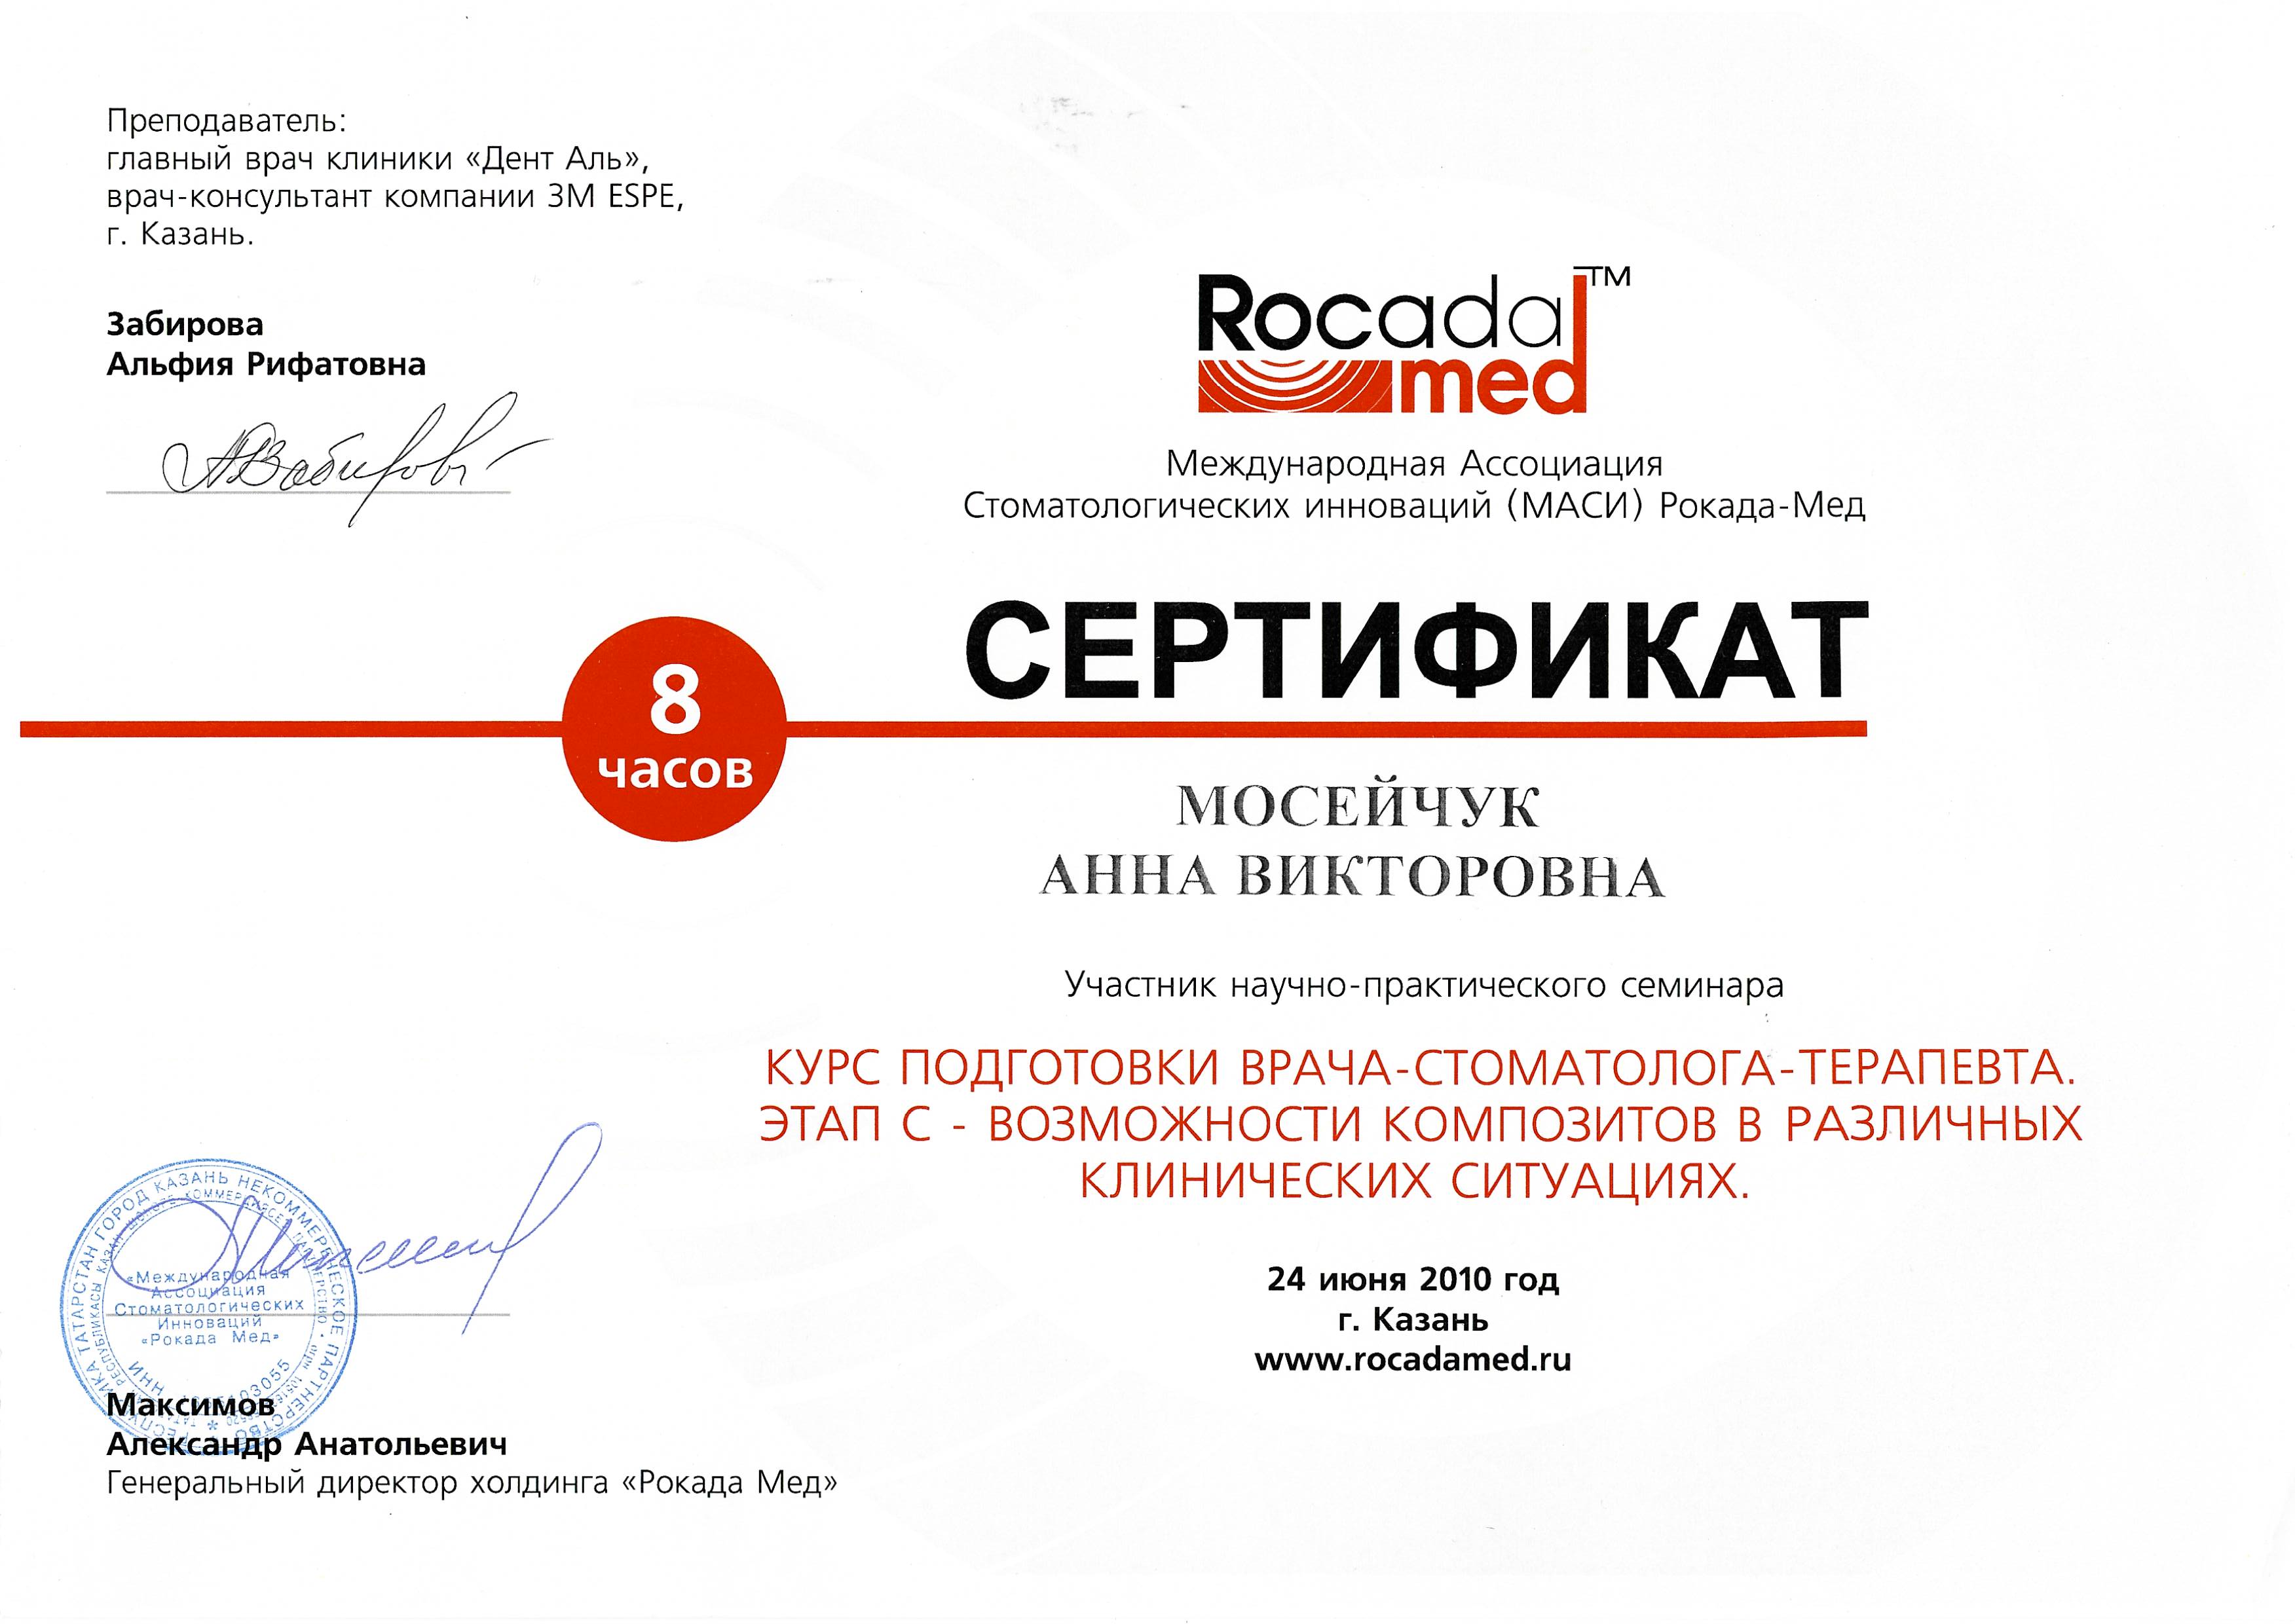 Преподаватель:
главный врач клиники «Дент Аль»,
врач-консультант компании 3M ESPE,
г. Казань.
Забирова
Альфия Рифатовна
АЗабирова
Rocada™
med
Международная Ассоциация
Стоматологических инноваций (МАСИ) Рокада-Мед
СЕРТИФИКАТ
8
часов
МОСЕЙЧУК
АННА ВИКТОРОВНА
Участник научно-практического семинара
КУРС ПОДГОТОВКИ ВРАЧА-СТОМАТОЛОГА-ТЕРАПЕВТА.
ЭТАП С - ВОЗМОЖНОСТИ КОМПОЗИТОВ В РАЗЛИЧНЫХ
КЛИНИЧЕСКИХ СИТУАЦИЯХ.
24 июня 2010 год
г. Казань
www.rocadamed.ru
ТАТАРСТАН ГОРОД КАЗАНЬ НЕКОММЕРЧЕСКОЕ ПАРТНЕРСТВО
«Международная
Ассоциация
Стоматологических
Инноваций
«Рокада Мед»
ИНН
Максимов
Александр Анатольевич
Генеральный директор холдинга «Рокада Мед»